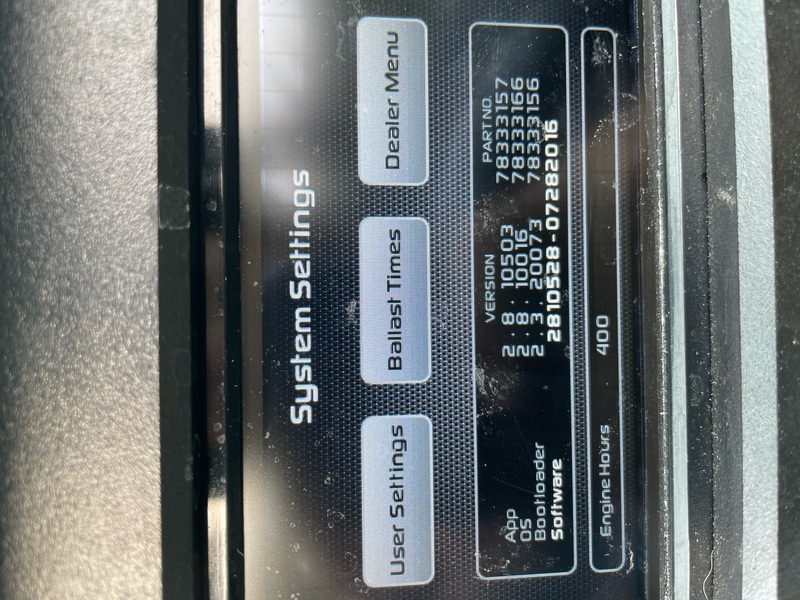 System Settings
User Settings Ballast Times Dealer Menu
VERSION PART NO.
App 2.8.10503 78333157
OS 2.8.10016 78333166
Bootloader 2.3.20073 78333156
Software 2810528-07282016
Engine Hours 400